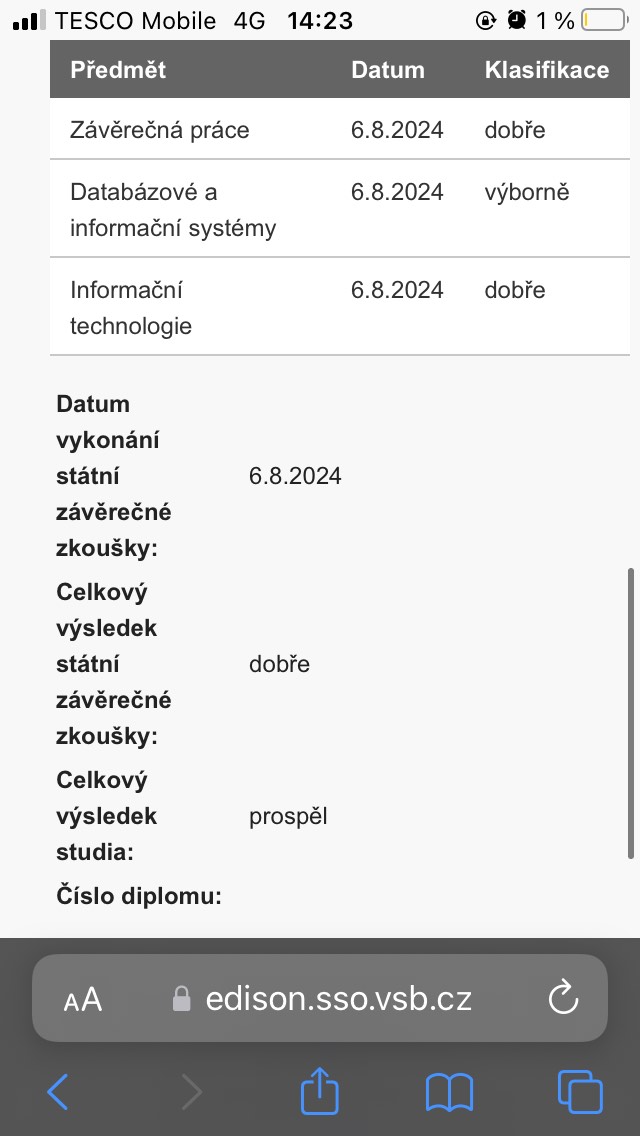 TESCO Mobile 4G 14:23 1 %
Předmět Datum Klasifikace
Závěrečná práce 6.8.2024 dobře
Databázové a 6.8.2024 výborně
informační systémy
Informační 6.8.2024 dobře
technologie
Datum
vykonání
státní 6.8.2024
závěrečné
zkoušky:
Celkový
výsledek
státní dobře
závěrečné
zkoušky:
Celkový
výsledek prospěl
studia:
Číslo diplomu:
AA edison.sso.vsb.cz